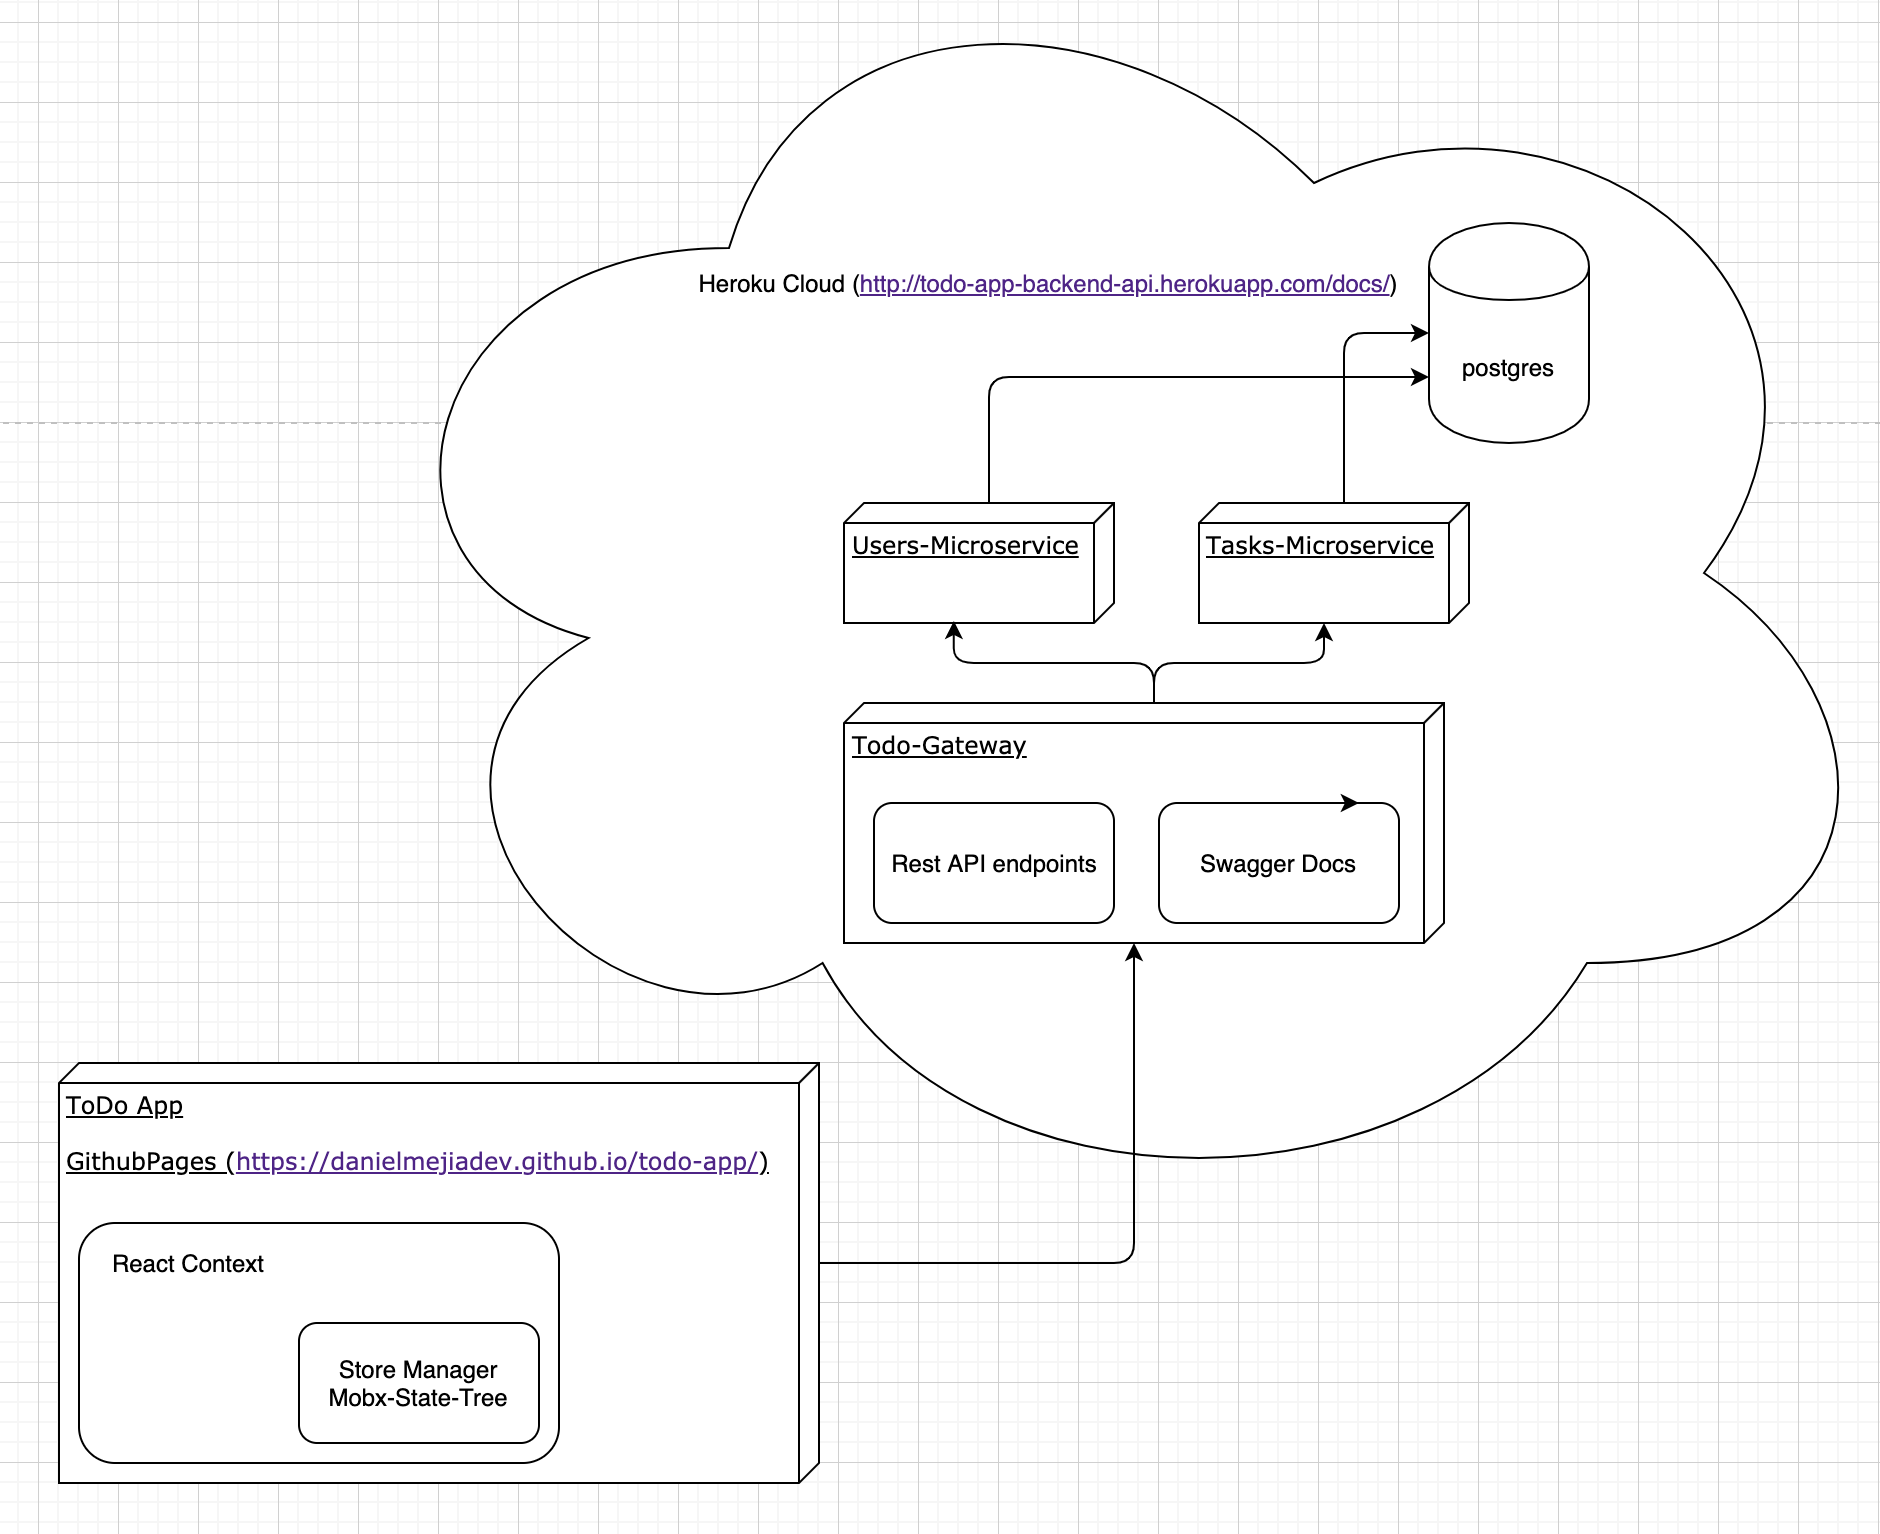 Heroku Cloud (http://todo-app-backend-api.herokuapp.com/docs/)
postgres
Users-Microservice
Tasks-Microservice
Todo-Gateway
Rest API endpoints
Swagger Docs
ToDo App
GithubPages (https://danielmejiadev.github.io/todo-app/)
React Context
Store Manager
Mobx-State-Tree